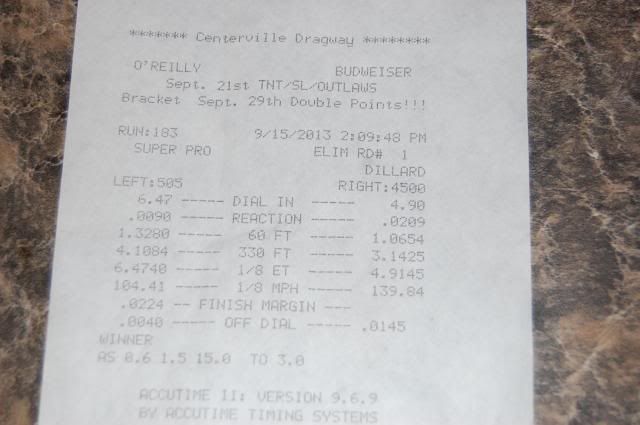 ******* Centerville Dragway ********
O'REILLY BUDWEISER
Sept. 21st TNT/SL/OUTLAWS
Bracket Sept. 29th Double Points!!!
RUN:183 9/15/2013 2:09:48 PM
SUPER PRO ELIM RD# 1
DILLARD
LEFT:505 RIGHT:4500
6.47 ----- DIAL IN ----- 4.90
.0090 ----- REACTION ----- .0209
1.3280 ----- 60 FT ----- 1.0654
4.1084 ----- 330 FT ----- 3.1425
6.4740 ----- 1/8 ET ----- 4.9145
104.41 ----- 1/8 MPH ----- 139.84
.0224 -- FINISH MARGIN ---
.0040 ----- OFF DIAL ----- .0145
WINNER
AS 0.6 1.5 15.0 TO 3.0
ACCUTIME II: VERSION 9.6.9
BY ACCUTIME TIMING SYSTEMS